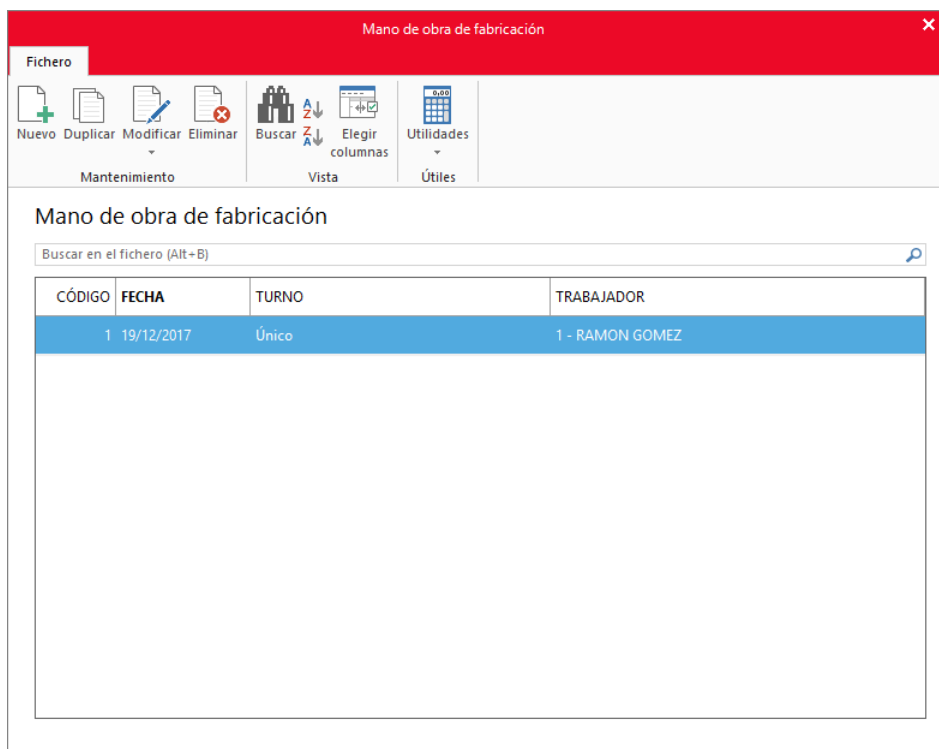 Mano de obra de fabricación
Fichero
Nuevo Duplicar Modificar Eliminar Buscar Elegir columnas Utilidades
Mantenimiento Vista Útiles
Mano de obra de fabricación
Buscar en el fichero (Alt+B)
CÓDIGO FECHA TURNO TRABAJADOR
1 19/12/2017 Único 1 - RAMON GOMEZ